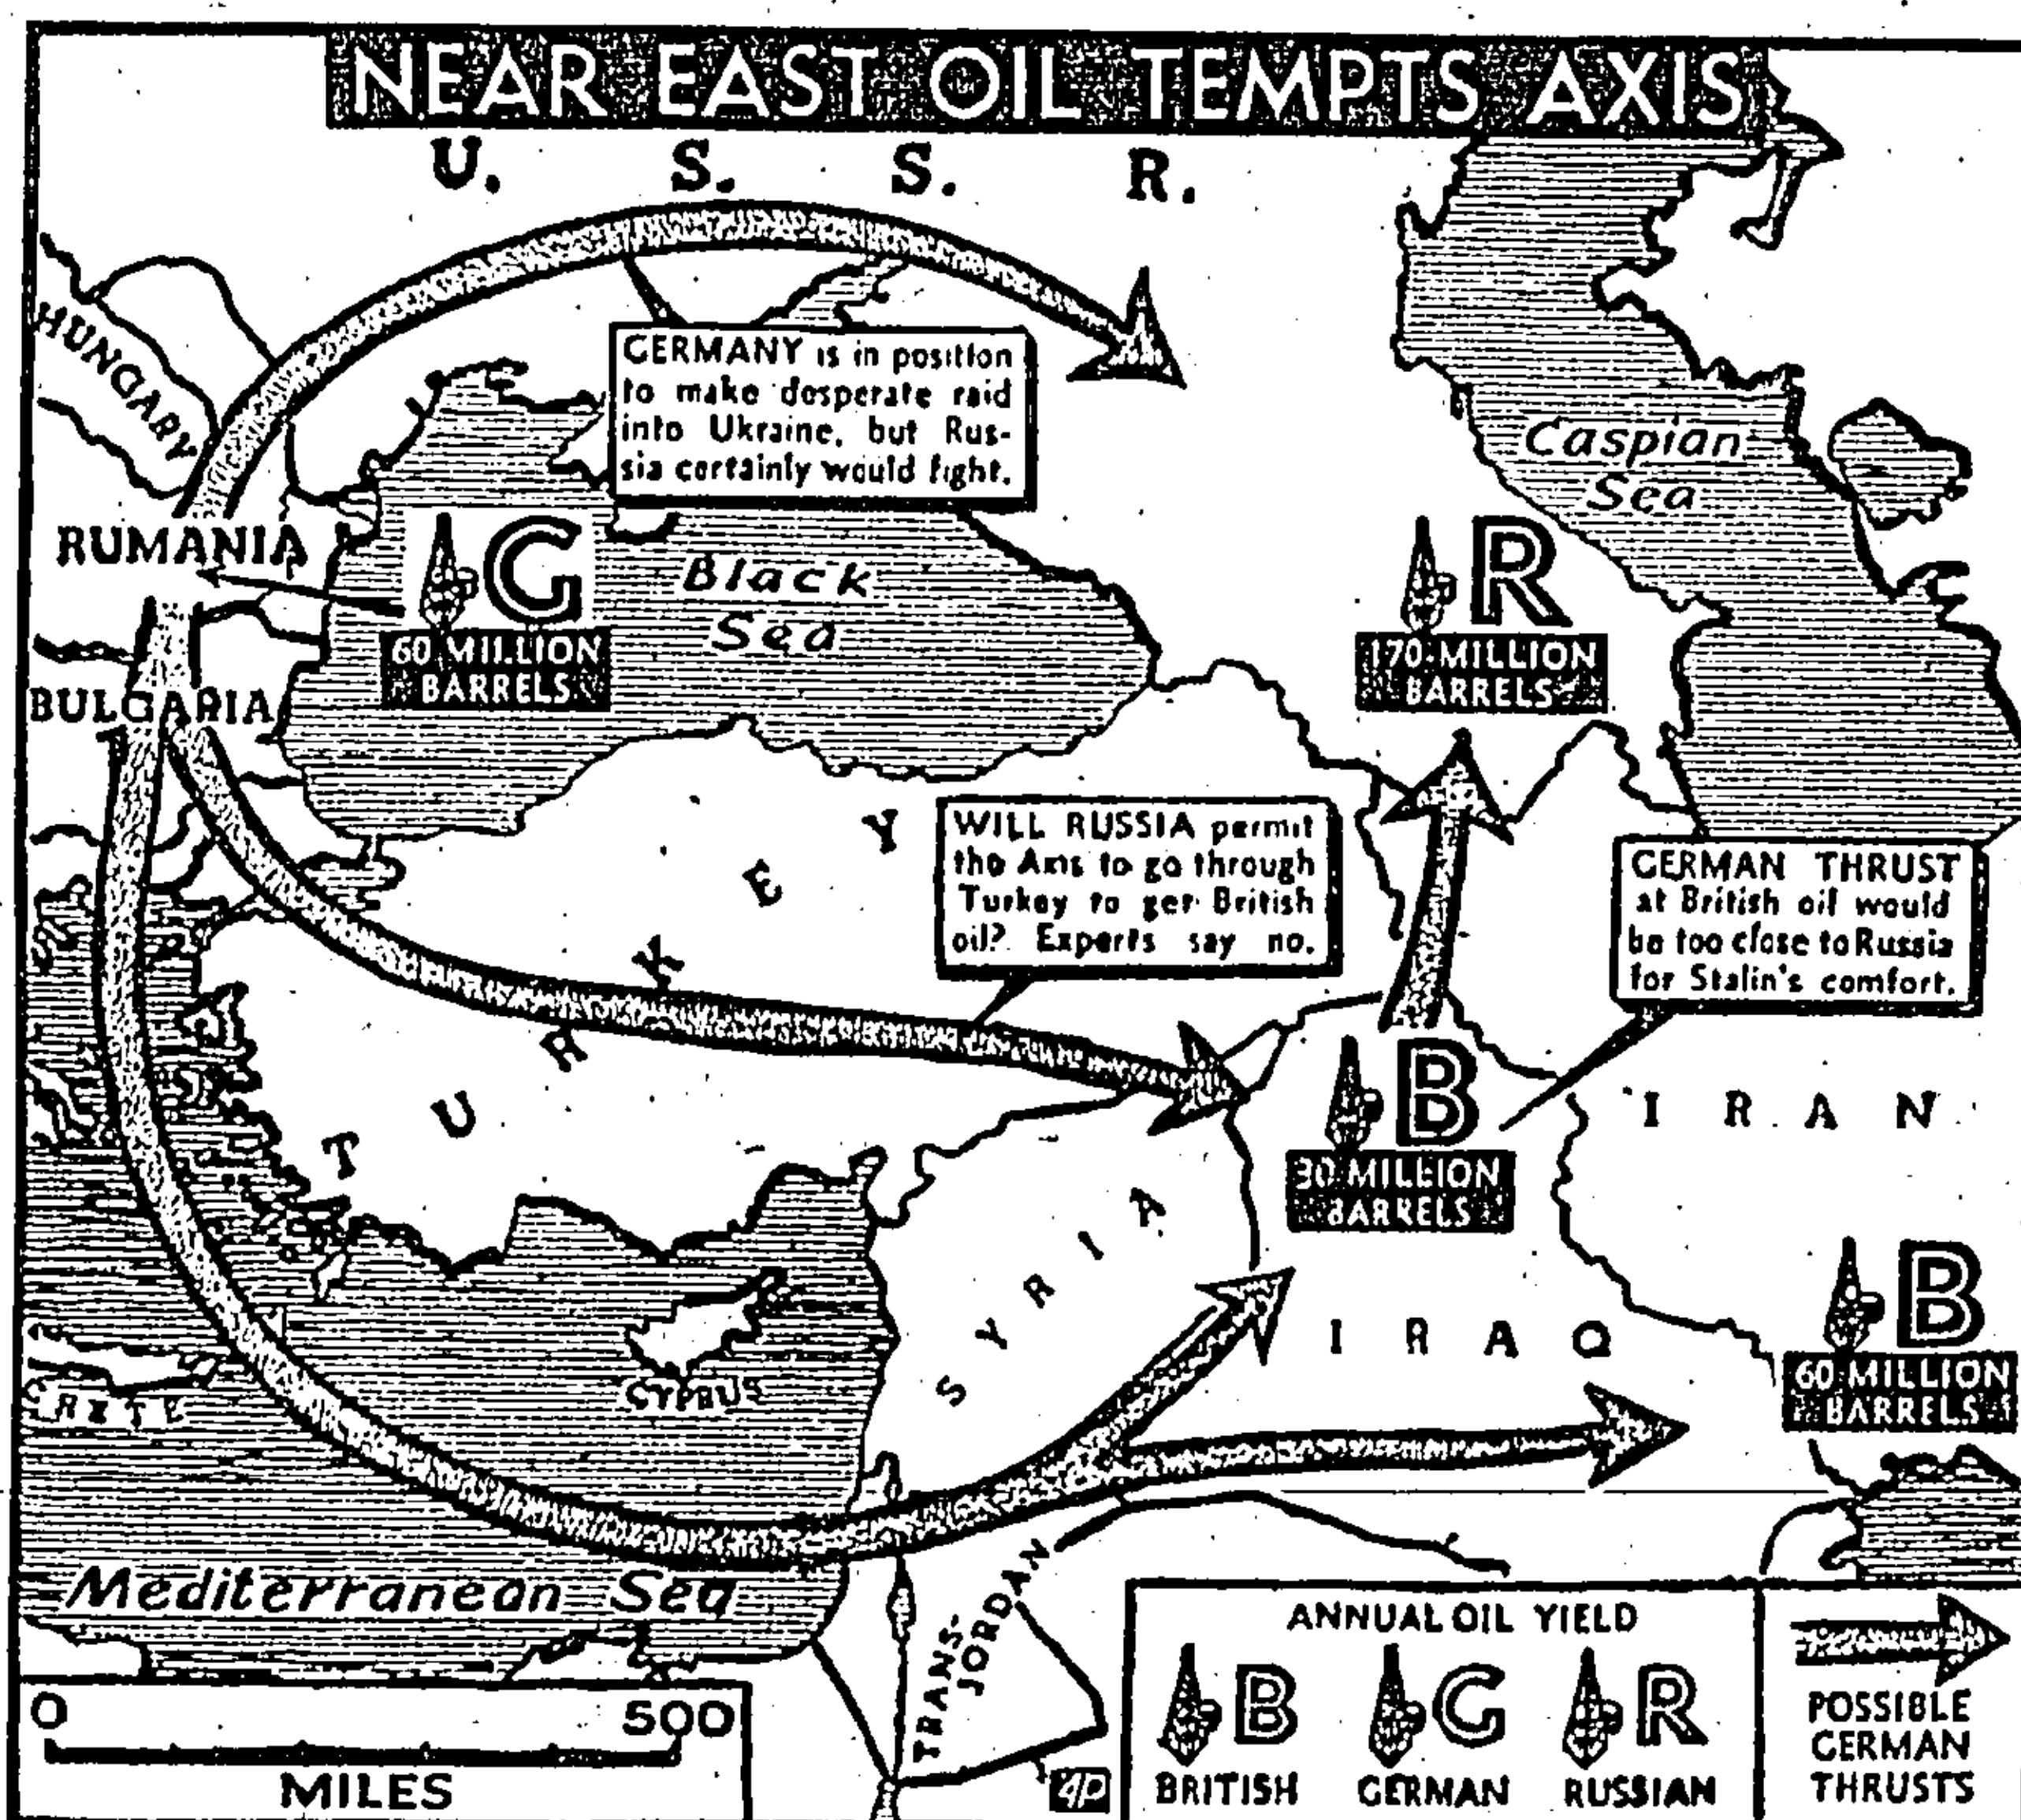 NEAR EAST OIL TEMPTS AXIS
U. S. S. R.
HUNGARY
GERMANY is in position
to make desperate raid
into Ukraine, but Rus-
sia certainly would fight.
Caspian
Sea
RUMANIA
G
60 MILLION
BARRELS
Black
Sea
R
170 MILLION
BARRELS
BULGARIA
WILL RUSSIA permit
the Axis to go through
Turkey to get British
oil? Experts say no.
GERMAN THRUST
at British oil would
be too close to Russia
for Stalin's comfort.
TURKEY
B
30 MILLION
BARRELS
IRAN
SYRIA
IRAQ
B
60 MILLION
BARRELS
CRETE
CYPRUS
Mediterranean Sea
TRANS-
JORDAN
0 500
MILES
AP
ANNUAL OIL YIELD
B G R
BRITISH GERMAN RUSSIAN
POSSIBLE
GERMAN
THRUSTS